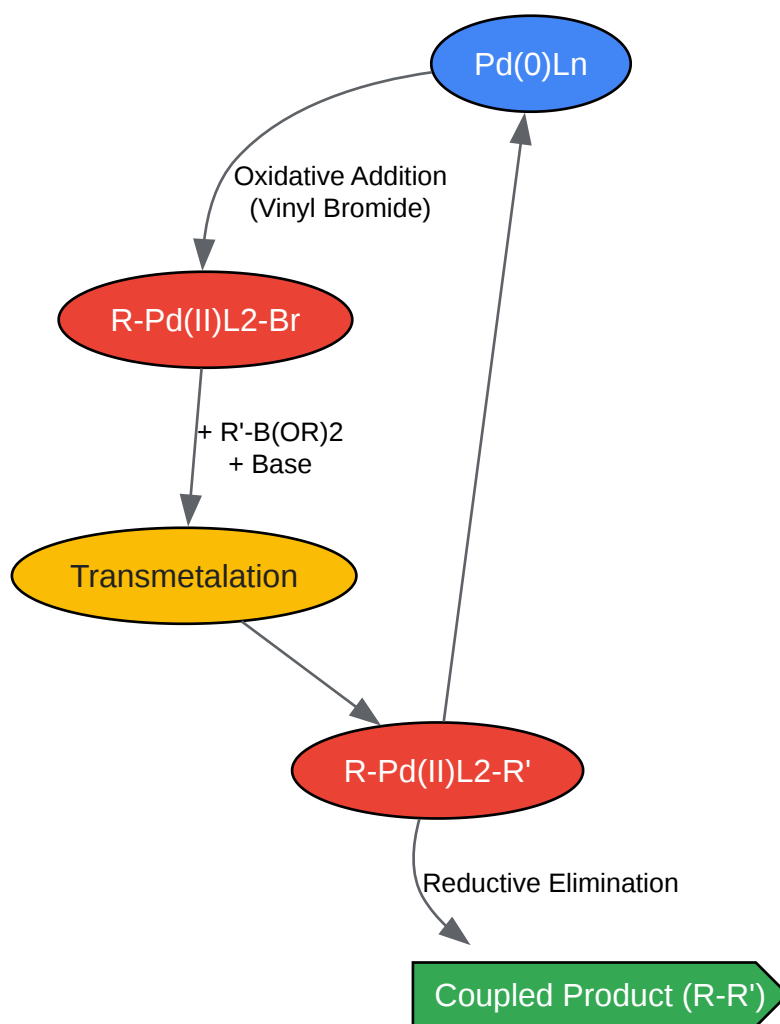 Pd(0)Ln
Oxidative Addition
(Vinyl Bromide)
R-Pd(II)L2-Br
+ R'-B(OR)2
+ Base
Transmetalation
R-Pd(II)L2-R'
Reductive Elimination
Coupled Product (R-R')